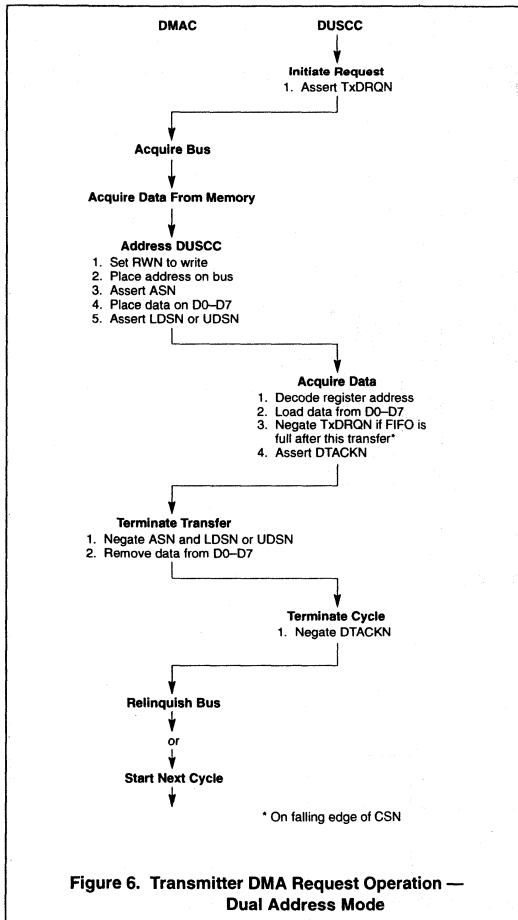 DMAC DUSCC
Initiate Request
1. Assert TxDRQN
Acquire Bus
Acquire Data From Memory
Address DUSCC
1. Set RWN to write
2. Place address on bus
3. Assert ASN
4. Place data on D0–D7
5. Assert LDSN or UDSN
Acquire Data
1. Decode register address
2. Load data from D0–D7
3. Negate TxDRQN if FIFO is
full after this transfer*
4. Assert DTACKN
Terminate Transfer
1. Negate ASN and LDSN or UDSN
2. Remove data from D0–D7
Terminate Cycle
1. Negate DTACKN
Relinquish Bus
or
Start Next Cycle
* On falling edge of CSN
Figure 6. Transmitter DMA Request Operation —
Dual Address Mode